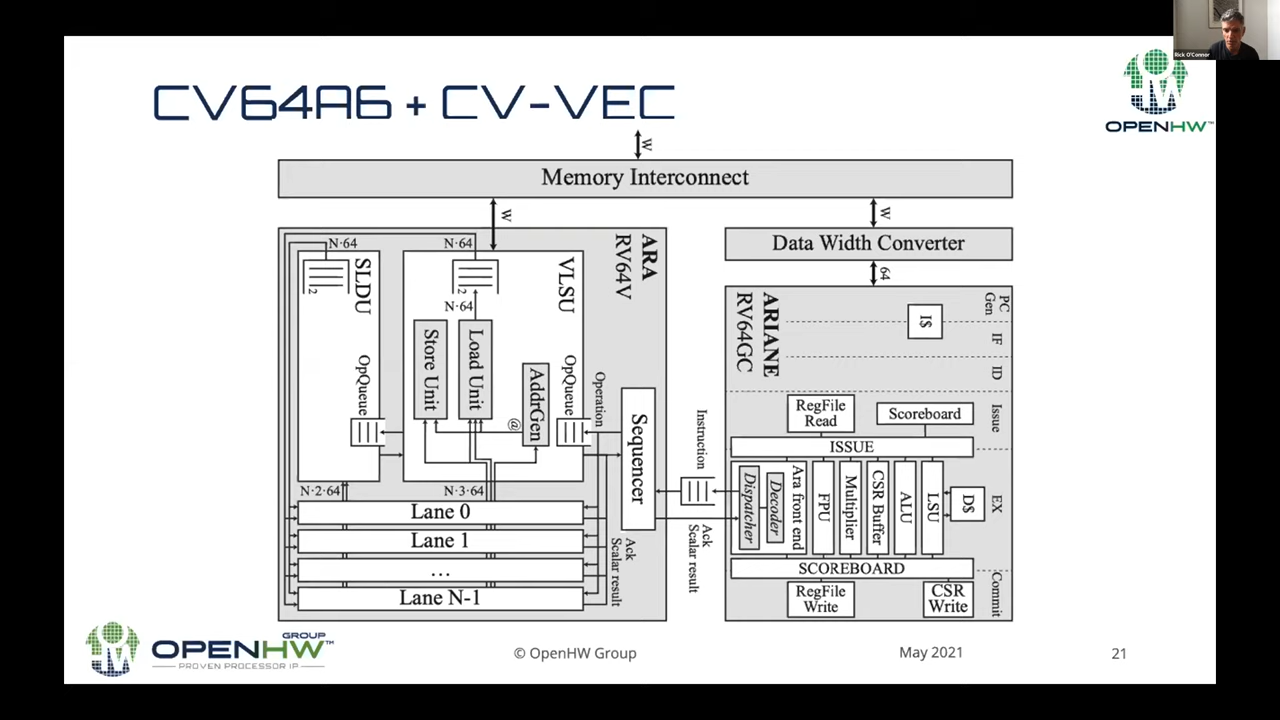 Rick O'Connor
OPENHW™
CV64A6 + CV-VEC
W
Memory Interconnect
W
W
Data Width Converter
64
ARA
RV64V
N·64
SLDU
2
OpQueue
N·64
VLSU
2
N·64
Store Unit
Load Unit
AddrGen
@
OpQueue
Operation
Sequencer
N·2·64
N·3·64
Lane 0
Lane 1
...
Lane N-1
Ack
Scalar result
Instruction
Ack
Scalar result
ARIANE
RV64GC
PC
Gen
IF
ID
Issue
EX
Commit
I$
RegFile
Read
Scoreboard
ISSUE
Dispatcher
Decoder
Ara front end
FPU
Multiplier
CSR Buffer
ALU
LSU
D$
SCOREBOARD
RegFile
Write
CSR
Write
OPENHW™
GROUP
PROVEN PROCESSOR IP
© OpenHW Group
May 2021
21